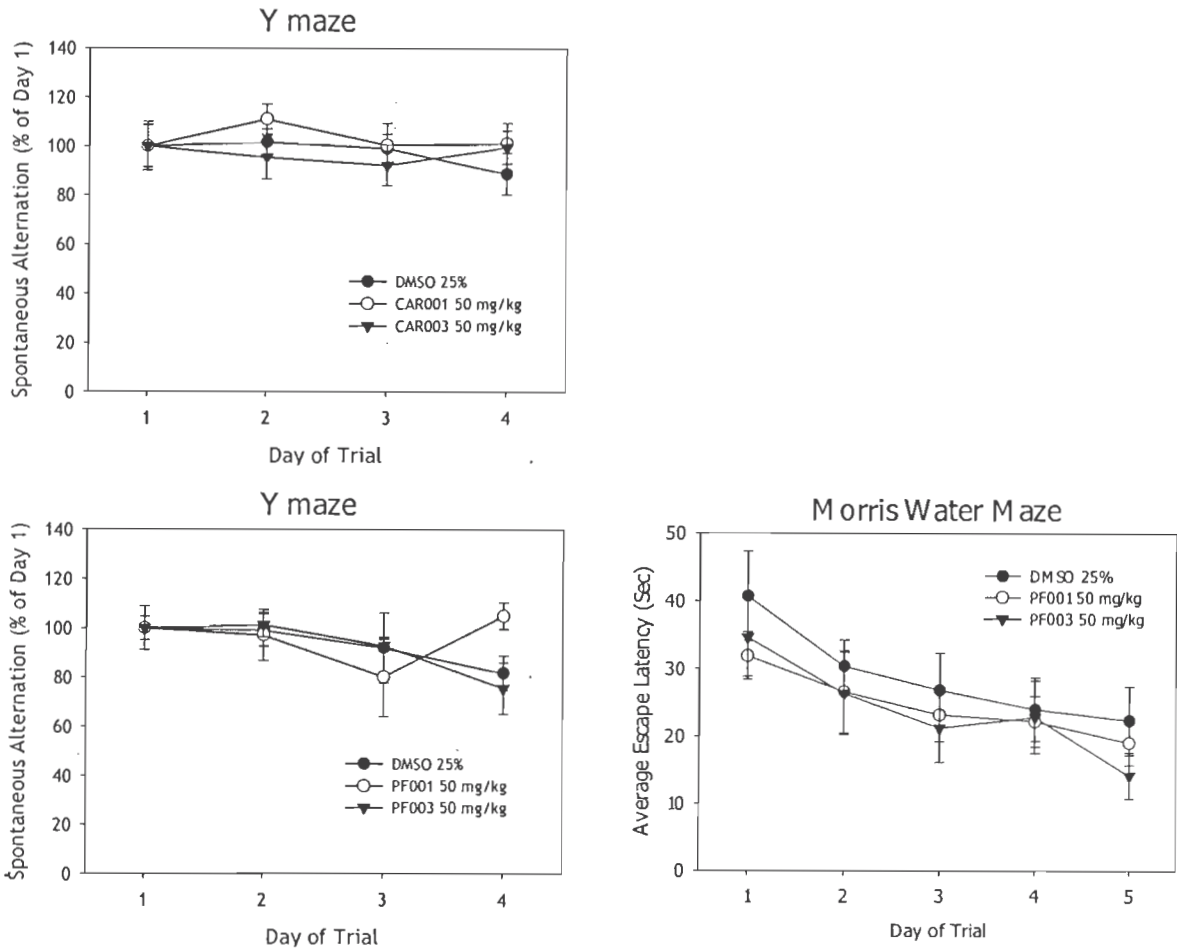 Y maze
Spontaneous Alternation (% of Day 1)
140
120
100
80
60
40
20
0
DMSO 25%
CAR001 50 mg/kg
CAR003 50 mg/kg
1 2 3 4
Day of Trial
Y maze
Spontaneous Alternation (% of Day 1)
140
120
100
80
60
40
20
0
DMSO 25%
PF001 50 mg/kg
PF003 50 mg/kg
1 2 3 4
Day of Trial
Morris Water Maze
Average Escape Latency (Sec)
50
40
30
20
10
0
DMSO 25%
PF001 50 mg/kg
PF003 50 mg/kg
1 2 3 4 5
Day of Trial